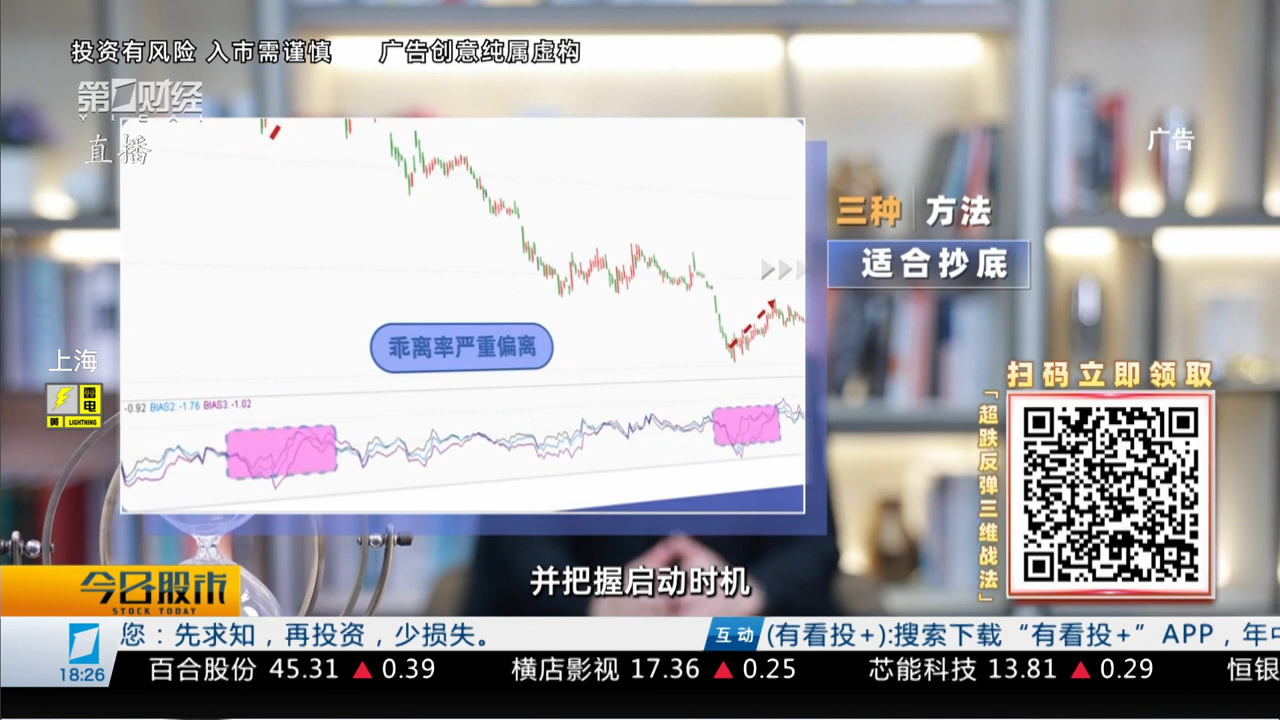 投资有风险 入市需谨慎 广告创意纯属虚构
第一财经
YICAI
直播
广告
三种 方法
适合抄底
乖离率严重偏离
-0.92 BIAS2: -1.76 BIAS3: -1.02
上海
雷电
黄 LIGHTNING
扫码立即领取
「超跌反弹三维战法」
并把握启动时机
今日股市
STOCK TODAY
您：先求知，再投资，少损失。
互动
(有看投+):搜索下载“有看投+”APP，年
18:26
百合股份 45.31 ▲ 0.39 横店影视 17.36 ▲ 0.25 芯能科技 13.81 ▲ 0.29 恒银